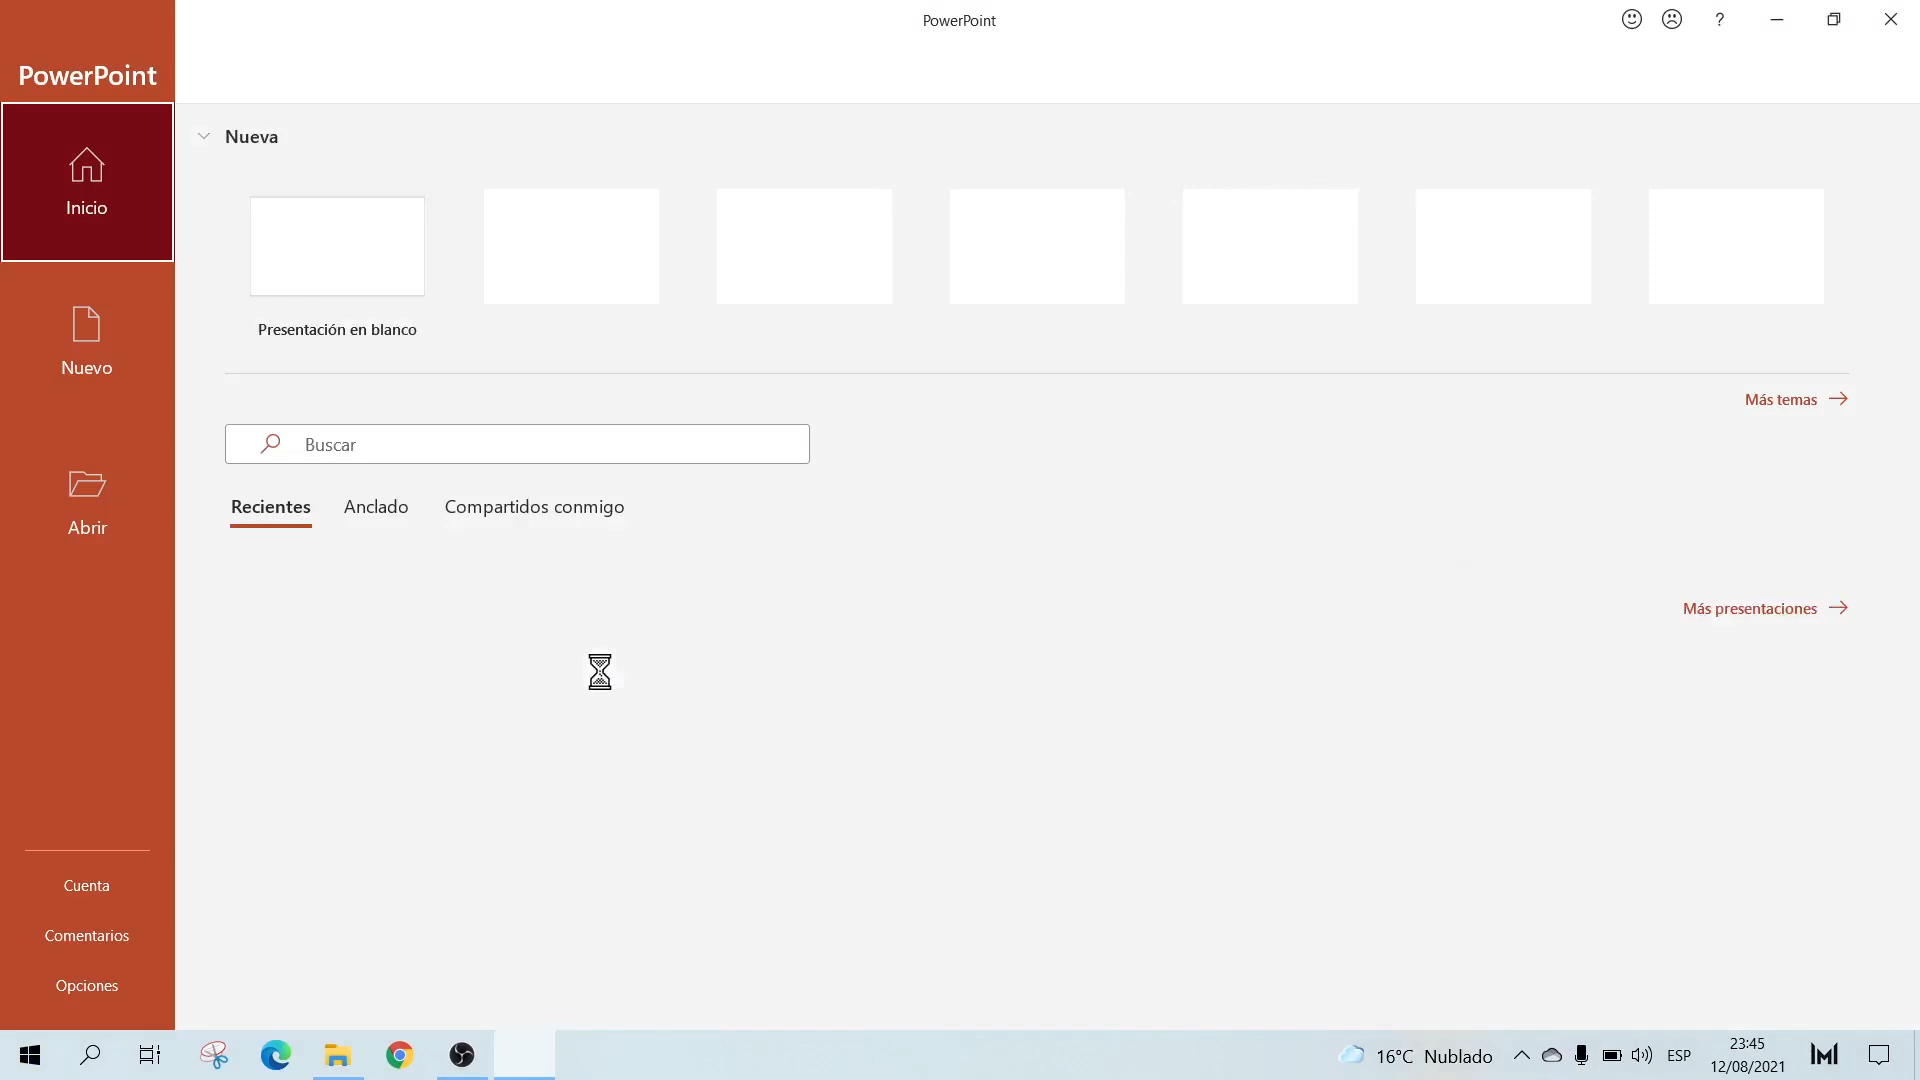 PowerPoint
PowerPoint
Inicio
Nuevo
Abrir
Cuenta
Comentarios
Opciones
Nueva
Presentación en blanco
Más temas
Buscar
Recientes Anclado Compartidos conmigo
Más presentaciones
16°C Nublado
ESP
23:45
12/08/2021